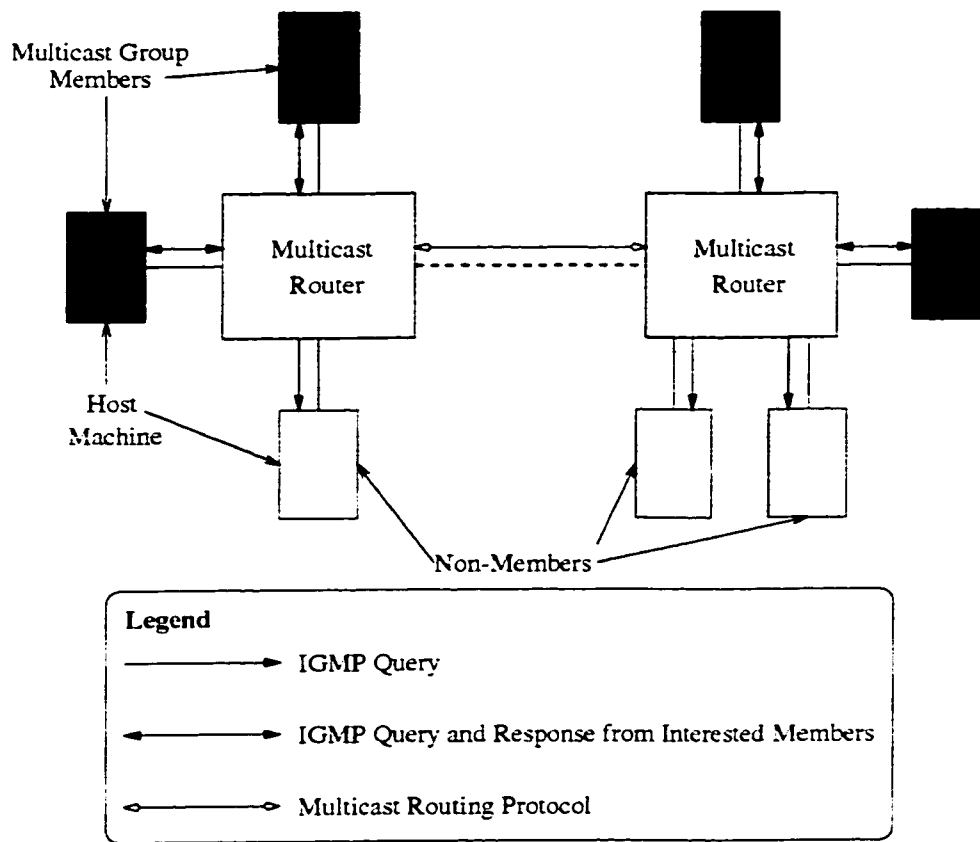 Multicast Group
Members
Multicast
Router
Multicast
Router
Host
Machine
Non-Members
Legend
IGMP Query
IGMP Query and Response from Interested Members
Multicast Routing Protocol